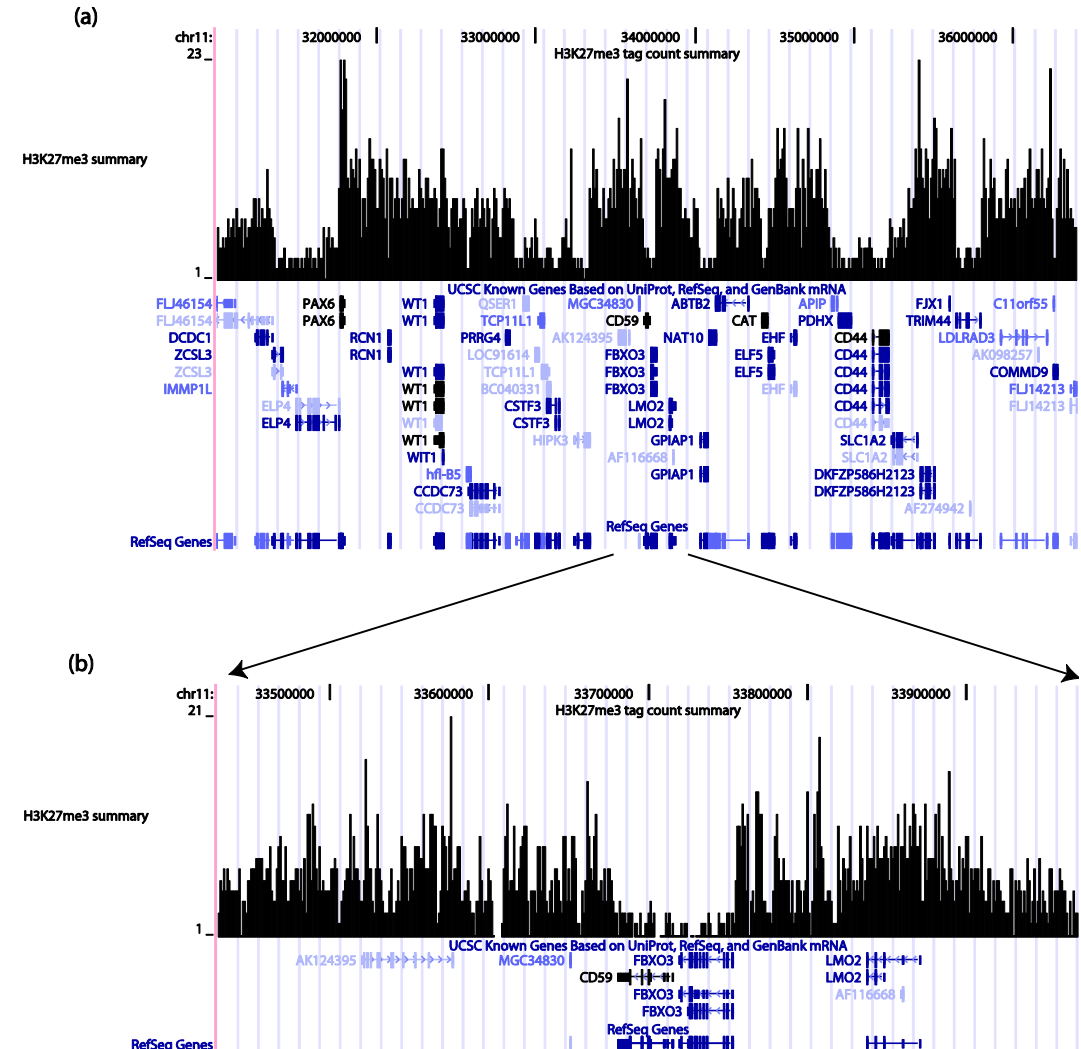 (a)
chr11: 32000000 33000000 34000000 35000000 36000000
H3K27me3 tag count summary
23
H3K27me3 summary
1
UCSC Known Genes Based on UniProt, RefSeq, and GenBank mRNA
FLJ46154 PAX6 WT1 QSER1 MGC34830 ABTB2 APIP FJX1 C11orf55
FLJ46154 PAX6 WT1 TCP11L1 CD59 CAT PDHX TRIM44
DCDC1 RCN1 PRRG4 AK124395 NAT10 EHF CD44 LDLRAD3
ZCSL3 RCN1 LOC91614 FBXO3 ELF5 CD44 AK098257
ZCSL3 WT1 TCP11L1 FBXO3 ELF5 CD44 COMMD9
IMMP1L WT1 BC040331 FBXO3 EHF CD44 FLJ14213
ELP4 WT1 CSTF3 LMO2 CD44 FLJ14213
ELP4 WT1 CSTF3 LMO2 CD44
WT1 HIPK3 GPIAP1 SLC1A2
WIT1 AF116668 SLC1A2
hfl-B5 GPIAP1 DKFZP586H2123
CCDC73 DKFZP586H2123
CCDC73 AF274942
RefSeq Genes
RefSeq Genes
(b)
chr11: 33500000 33600000 33700000 33800000 33900000
H3K27me3 tag count summary
21
H3K27me3 summary
1
UCSC Known Genes Based on UniProt, RefSeq, and GenBank mRNA
AK124395 MGC34830 FBXO3 LMO2
CD59 LMO2
FBXO3 AF116668
FBXO3
RefSeq Genes
RefSeq Genes